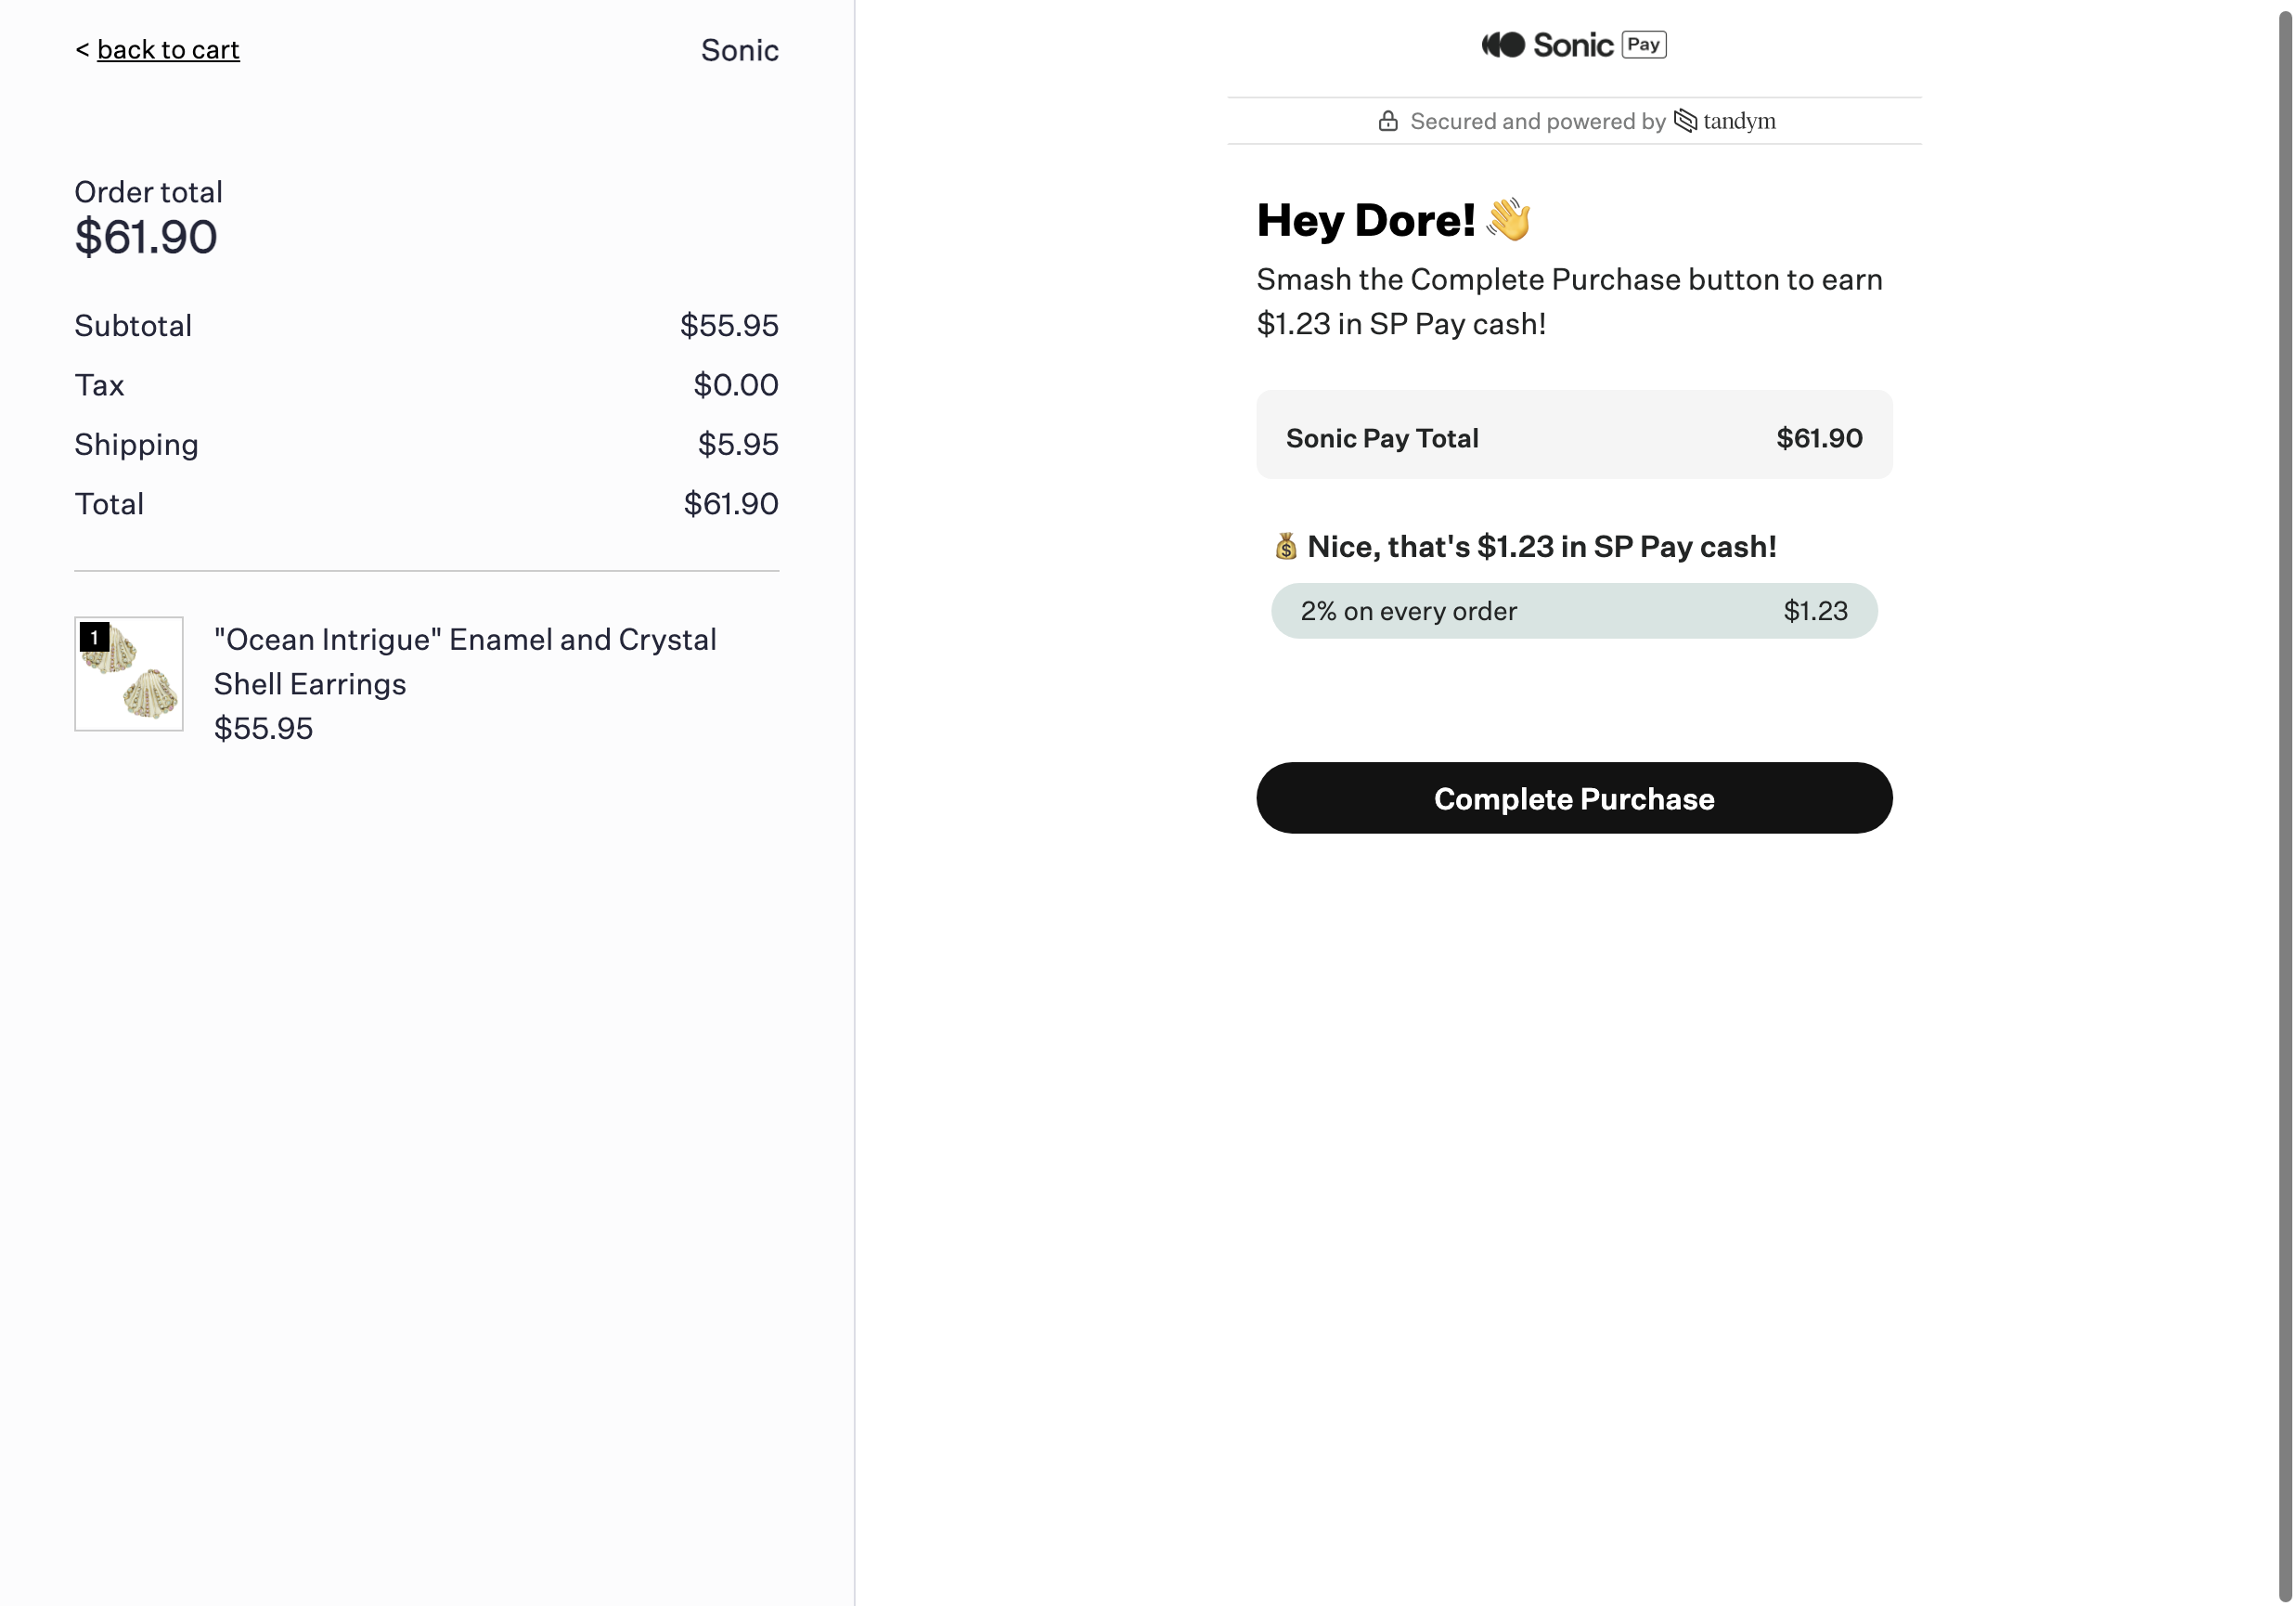 < back to cart
Sonic
Order total
$61.90
Subtotal $55.95
Tax $0.00
Shipping $5.95
Total $61.90
1
"Ocean Intrigue" Enamel and Crystal
Shell Earrings
$55.95
Sonic Pay
Secured and powered by tandym
Hey Dore! 👋
Smash the Complete Purchase button to earn
$1.23 in SP Pay cash!
Sonic Pay Total $61.90
💰 Nice, that's $1.23 in SP Pay cash!
2% on every order $1.23
Complete Purchase